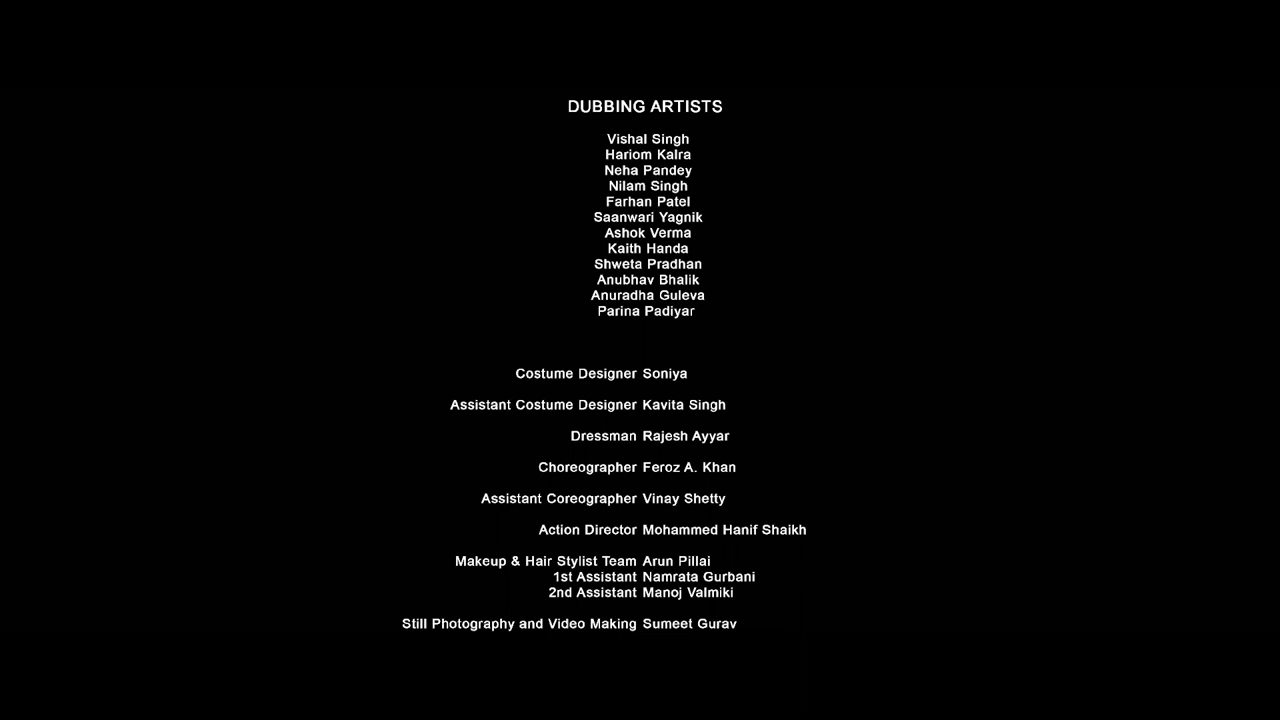 DUBBING ARTISTS
Vishal Singh
Hariom Kalra
Neha Pandey
Nilam Singh
Farhan Patel
Saanwari Yagnik
Ashok Verma
Kaith Handa
Shweta Pradhan
Anubhav Bhalik
Anuradha Guleva
Parina Padiyar
Costume Designer Soniya
Assistant Costume Designer Kavita Singh
Dressman Rajesh Ayyar
Choreographer Feroz A. Khan
Assistant Coreographer Vinay Shetty
Action Director Mohammed Hanif Shaikh
Makeup & Hair Stylist Team Arun Pillai
1st Assistant Namrata Gurbani
2nd Assistant Manoj Valmiki
Still Photography and Video Making Sumeet Gurav